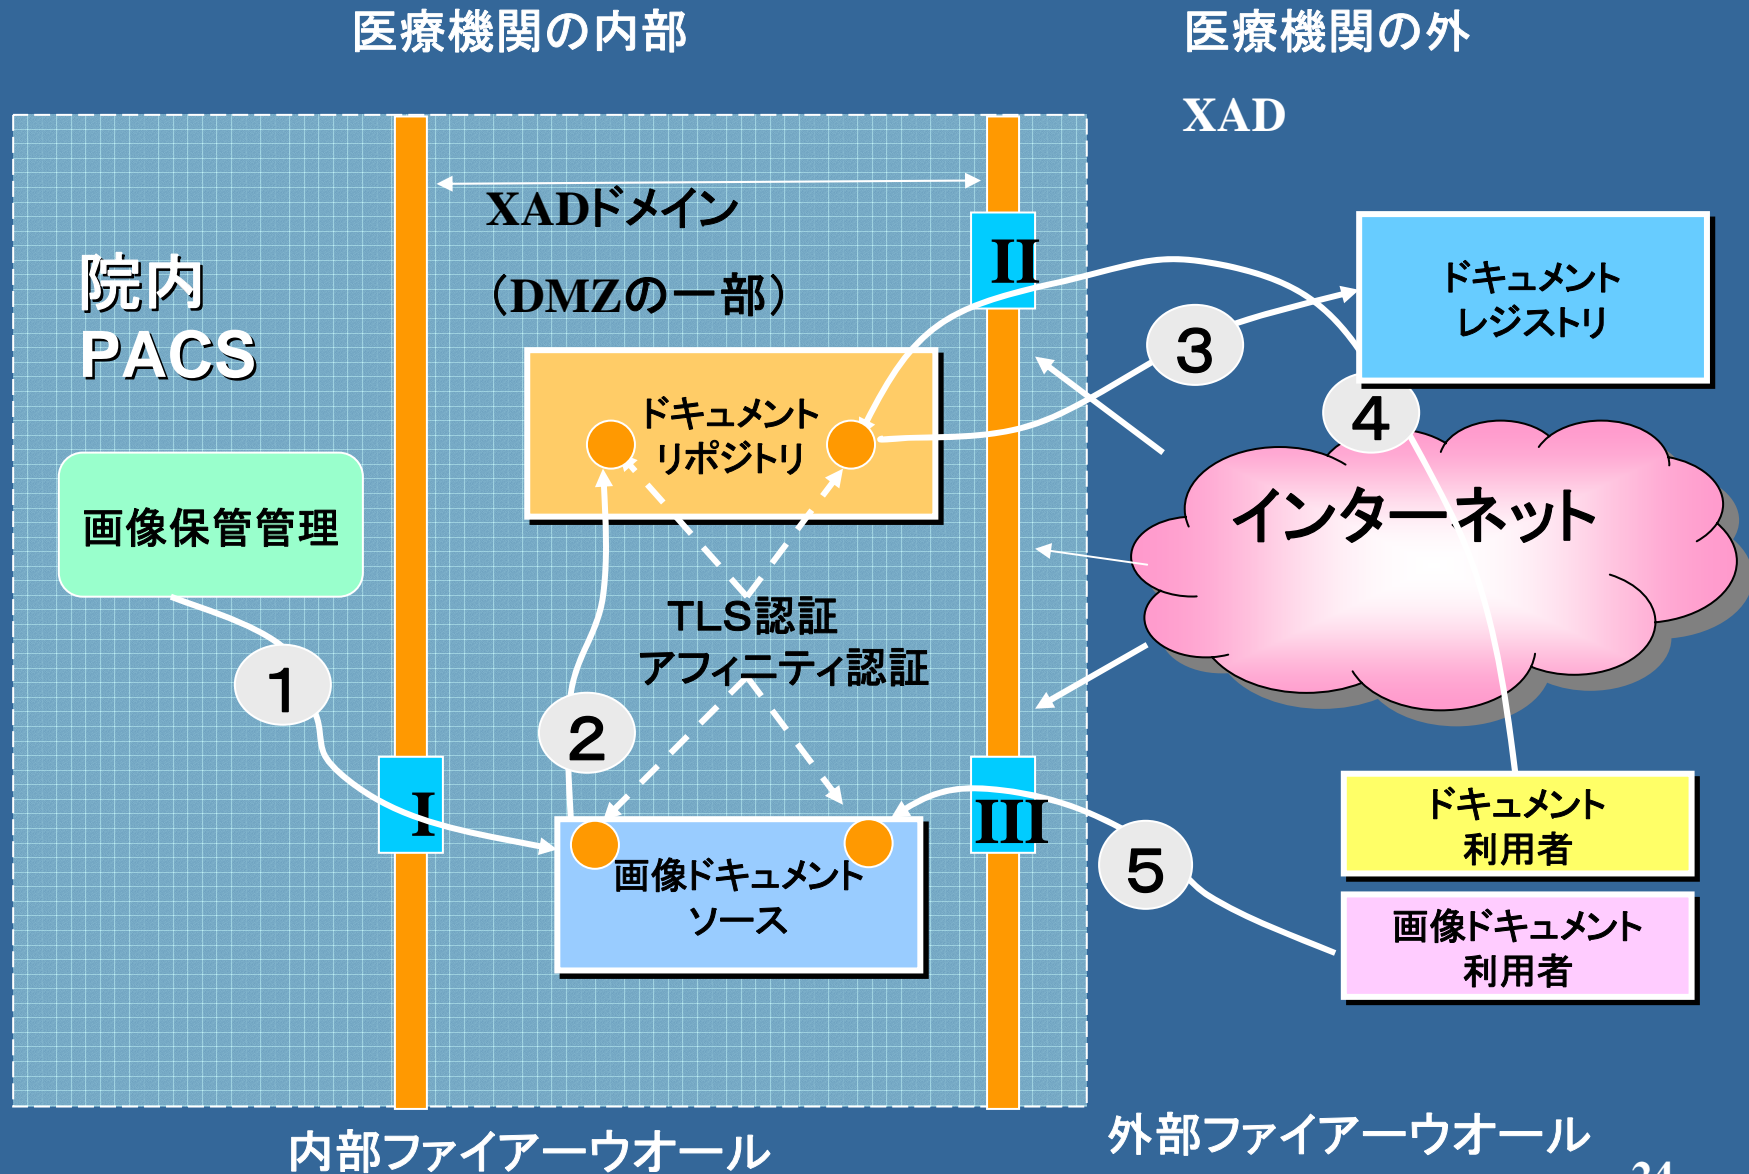 医療機関の内部
医療機関の外
XAD
XADドメイン
（DMZの一部）
院内
PACS
II
ドキュメント
レジストリ
3
4
ドキュメント
リポジトリ
インターネット
画像保管管理
TLS認証
アフィニティ認証
1
2
I
III
5
画像ドキュメント
ソース
ドキュメント
利用者
画像ドキュメント
利用者
内部ファイアーウオール
外部ファイアーウオール
24